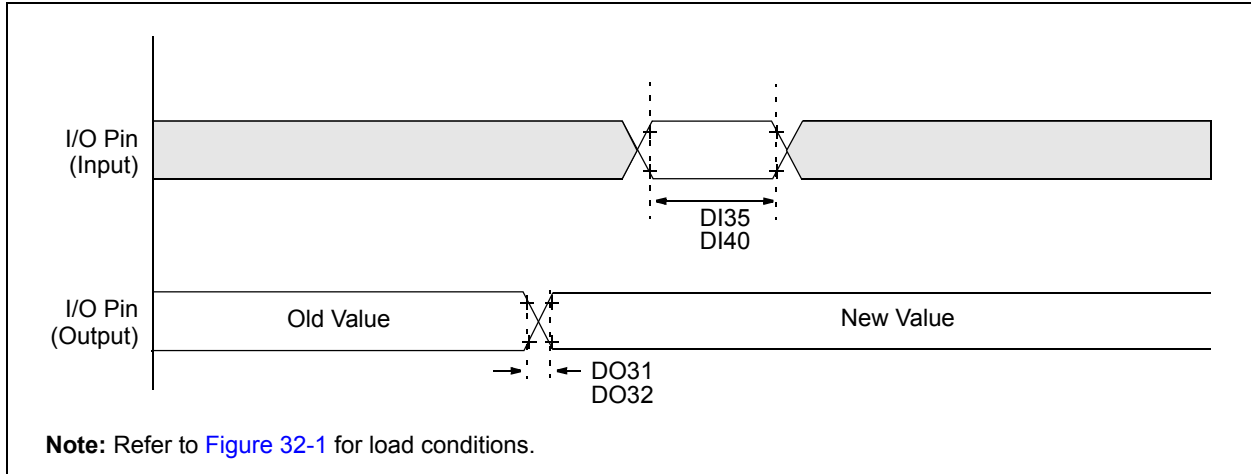 I/O Pin
(Input)
DI35
DI40
I/O Pin
(Output)
Old Value
New Value
DO31
DO32
Note: Refer to Figure 32-1 for load conditions.